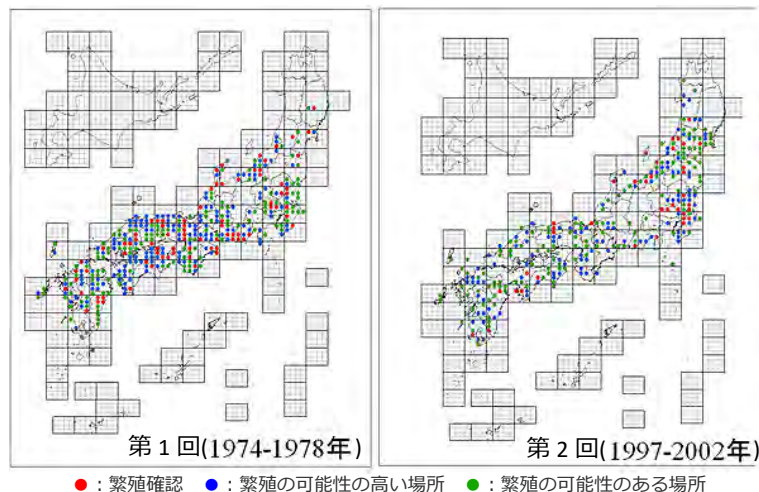 第1回(1974-1978年)
第2回(1997-2002年)
●：繁殖確認 ●：繁殖の可能性の高い場所 ●：繁殖の可能性のある場所